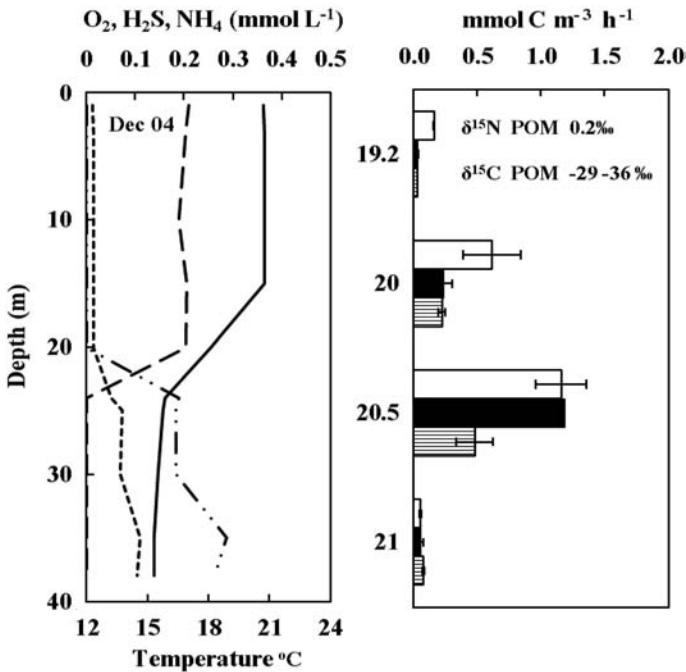 O₂, H₂S, NH₄ (mmol L⁻¹)
0 0.1 0.2 0.3 0.4 0.5
Dec 04
0
10
20
30
40
Depth (m)
12 15 18 21 24
Temperature ºC
mmol C m⁻³ h⁻¹
0.0 0.5 1.0 2.0
δ¹⁵N POM 0.2‰
δ¹⁵C POM -29 -36 ‰
19.2
20
20.5
21